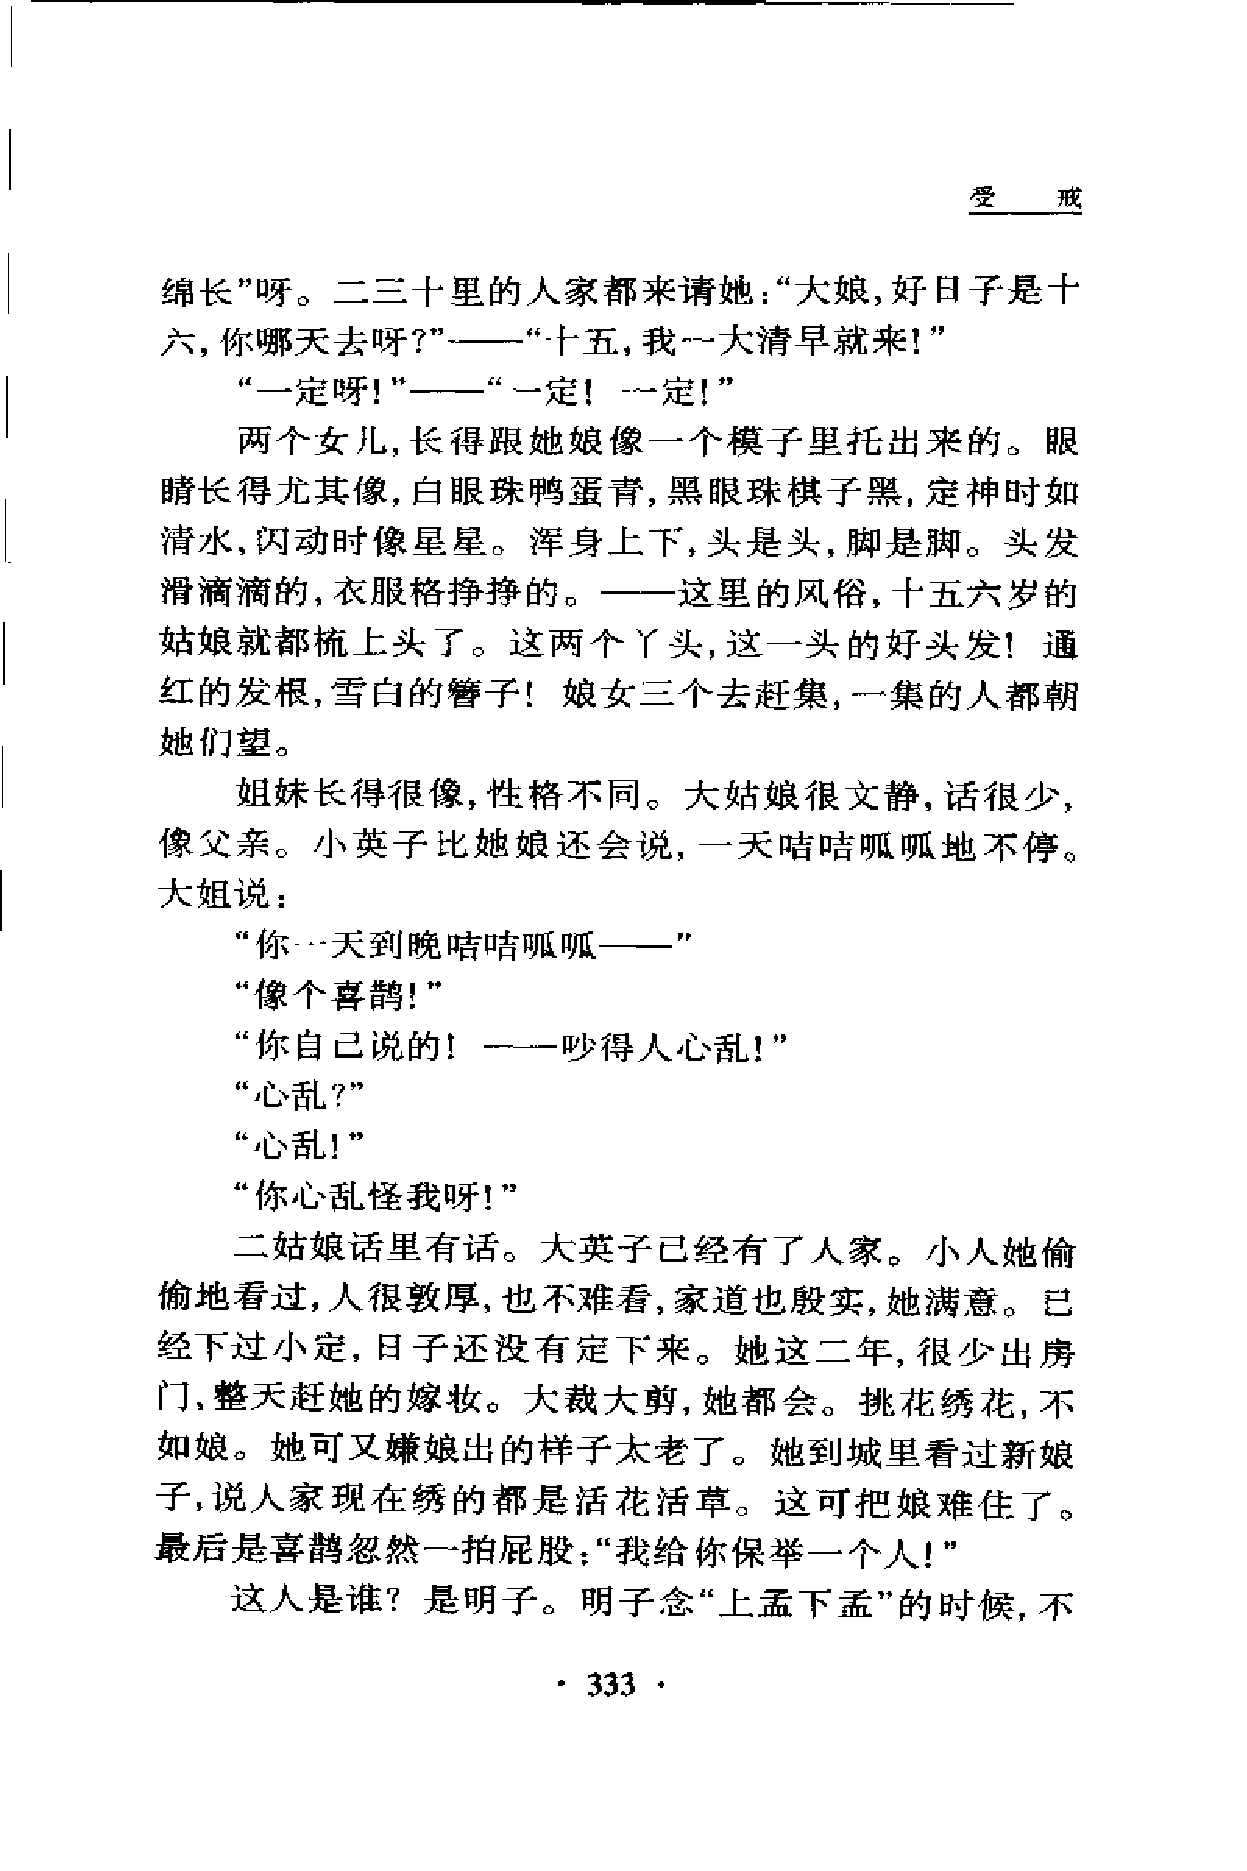 受 戒
绵长”呀。二三十里的人家都来请她：“大娘，好日子是十
六，你哪天去呀？”——“十五，我一大清早就来！”
“一定呀！”——“一定！一定！”
两个女儿，长得跟她娘像一个模子里托出来的。眼
睛长得尤其像，白眼珠鸭蛋青，黑眼珠棋子黑，定神时如
清水，闪动时像星星。浑身上下，头是头，脚是脚。头发
滑滴滴的，衣服格挣挣的。——这里的风俗，十五六岁的
姑娘就都梳上头了。这两个丫头，这一头的好头发！通
红的发根，雪白的簪子！娘女三个去赶集，一集的人都朝
她们望。
姐妹长得很像，性格不同。大姑娘很文静，话很少，
像父亲。小英子比她娘还会说，一天咭咭呱呱地不停。
大姐说：
“你一天到晚咭咭呱呱——”
“像个喜鹊！”
“你自己说的！——吵得人心乱！”
“心乱？”
“心乱！”
“你心乱怪我呀！”
二姑娘话里有话。大英子已经有了人家。小人她偷
偷地看过，人很敦厚，也不难看，家道也殷实，她满意。已
经下过小定，日子还没有定下来。她这二年，很少出房
门，整天赶她的嫁妆。大裁大剪，她都会。挑花绣花，不
如娘。她可又嫌娘出的样子太老了。她到城里看过新娘
子，说人家现在绣的都是活花活草。这可把娘难住了。
最后是喜鹊忽然一拍屁股：“我给你保举一个人！”
这人是谁？是明子。明子念“上孟下孟”的时候，不
· 333 ·